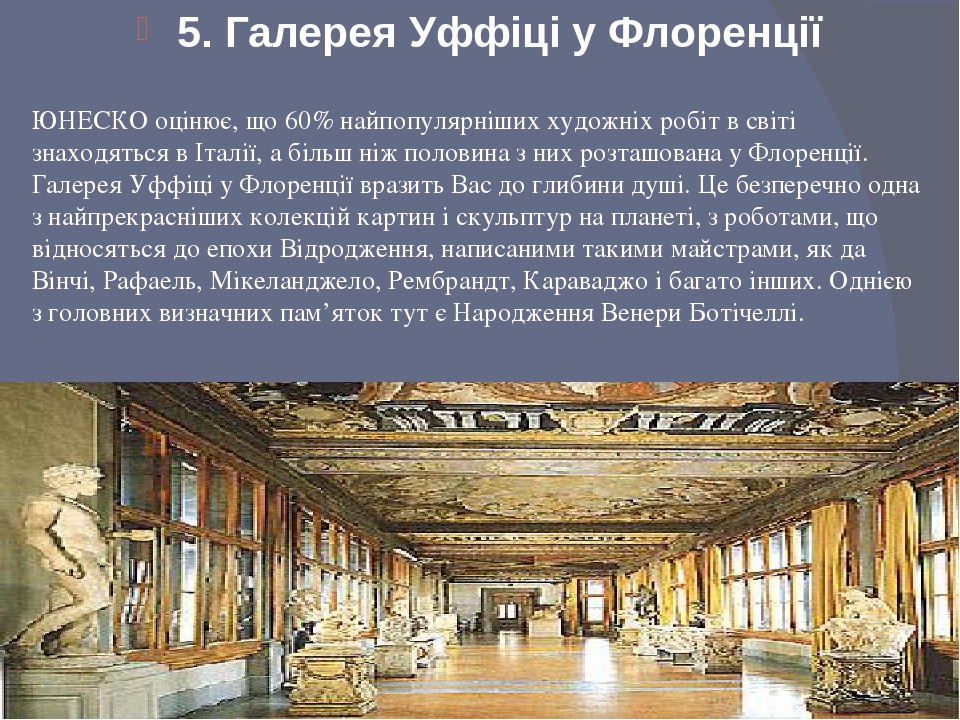 5. Галерея Уффіці у Флоренції
ЮНЕСКО оцінює, що 60% найпопулярніших художніх робіт в світі
знаходяться в Італії, а більш ніж половина з них розташована у Флоренції.
Галерея Уффіці у Флоренції вразить Вас до глибини душі. Це безперечно одна
з найпрекрасніших колекцій картин і скульптур на планеті, з роботами, що
відносяться до епохи Відродження, написаними такими майстрами, як да
Вінчі, Рафаель, Мікеланджело, Рембрандт, Караваджо і багато інших. Однією
з головних визначних пам’яток тут є Народження Венери Ботічеллі.